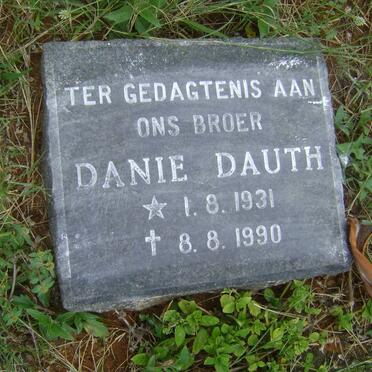 TER GEDAGTENIS AAN
ONS BROER
DANIE DAUTH
☆ 1.8.1931
✝ 8.8.1990